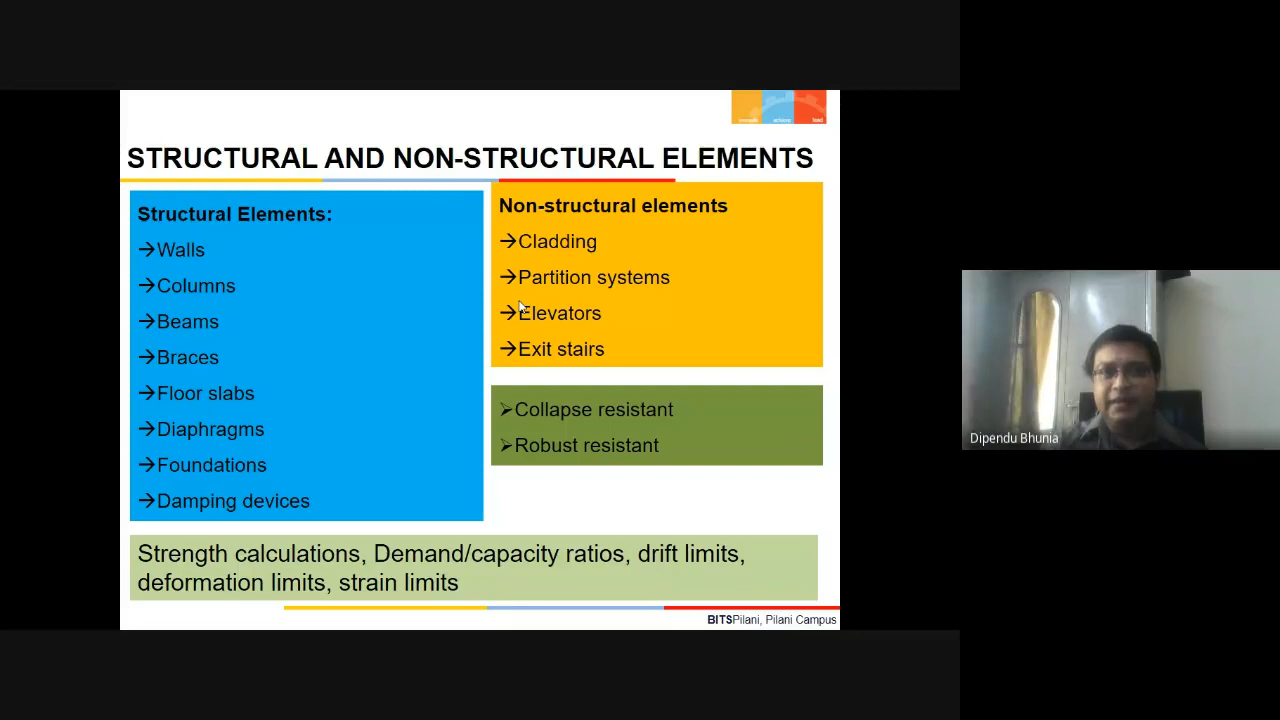 STRUCTURAL AND NON-STRUCTURAL ELEMENTS
Structural Elements:
→Walls
→Columns
→Beams
→Braces
→Floor slabs
→Diaphragms
→Foundations
→Damping devices
Non-structural elements
→Cladding
→Partition systems
→Elevators
→Exit stairs
➢Collapse resistant
➢Robust resistant
Strength calculations, Demand/capacity ratios, drift limits,
deformation limits, strain limits
BITSPilani, Pilani Campus
Dipendu Bhunia